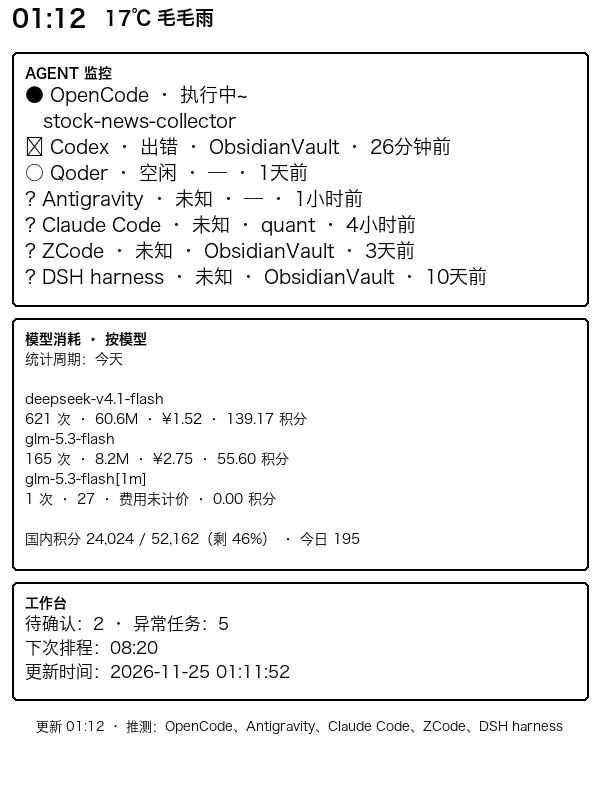 01:12 17℃ 毛毛雨
AGENT 监控
● OpenCode · 执行中~
stock-news-collector
☒ Codex · 出错 · ObsidianVault · 26分钟前
○ Qoder · 空闲 · — · 1天前
? Antigravity · 未知 · — · 1小时前
? Claude Code · 未知 · quant · 4小时前
? ZCode · 未知 · ObsidianVault · 3天前
? DSH harness · 未知 · ObsidianVault · 10天前
模型消耗 · 按模型
统计周期：今天
deepseek-v4.1-flash
621 次 · 60.6M · ¥1.52 · 139.17 积分
glm-5.3-flash
165 次 · 8.2M · ¥2.75 · 55.60 积分
glm-5.3-flash[1m]
1 次 · 27 · 费用未计价 · 0.00 积分
国内积分 24,024 / 52,162（剩 46%） · 今日 195
工作台
待确认：2 · 异常任务：5
下次排程：08:20
更新时间：2026-11-25 01:11:52
更新 01:12 · 推测：OpenCode、Antigravity、Claude Code、ZCode、DSH harness